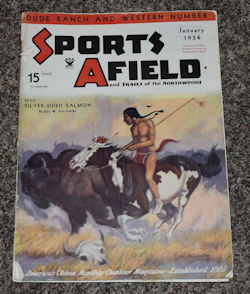 DUDE RANCH AND WESTERN NUMBER
SPORTS
January
1934
15 CENTS
AFIELD
and TRAILS of the NORTHWOODS
READ
SILVER-SIDED SALMON
America's Oldest Monthly Outdoor Magazine—Established 1887